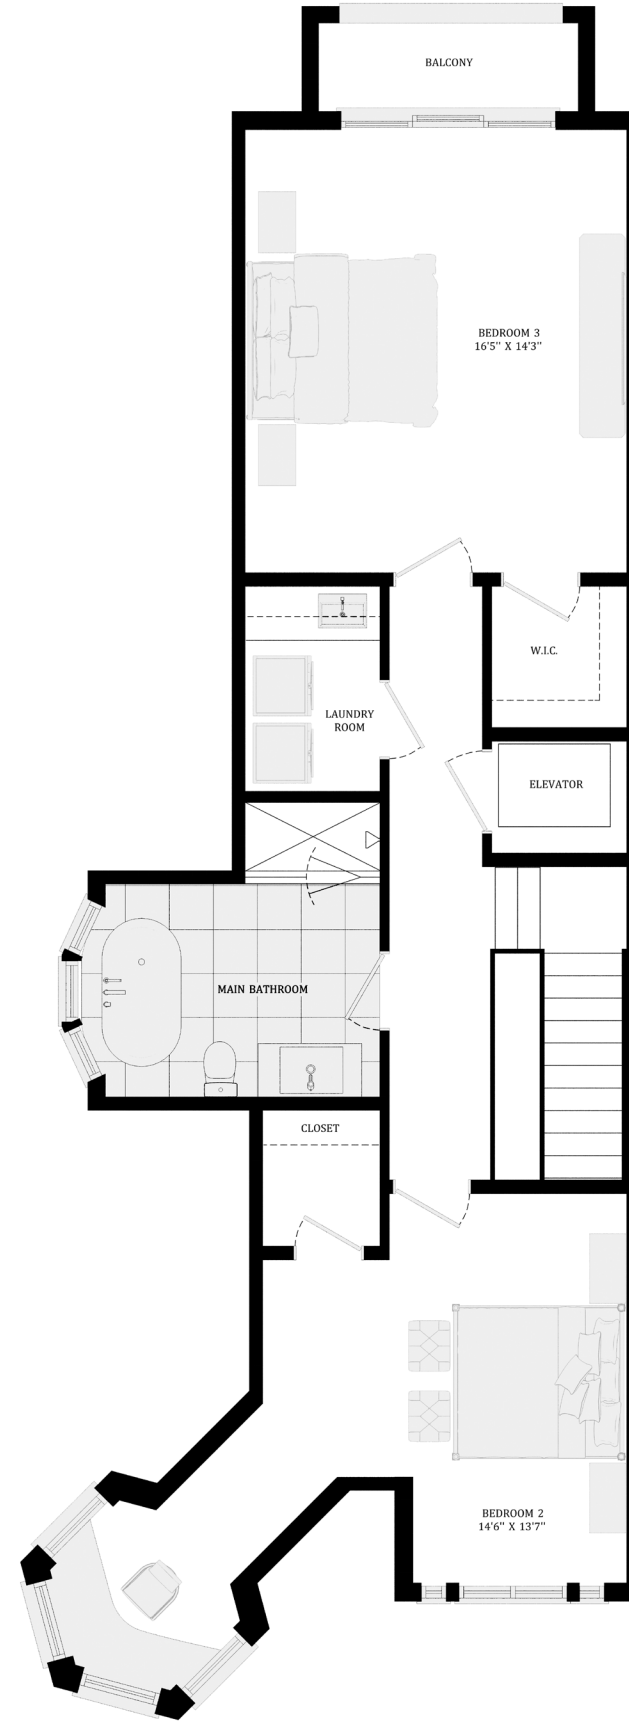 BALCONY
BEDROOM 3
16'5" X 14'3"
W.I.C.
LAUNDRY
ROOM
ELEVATOR
MAIN BATHROOM
CLOSET
BEDROOM 2
14'6" X 13'7"